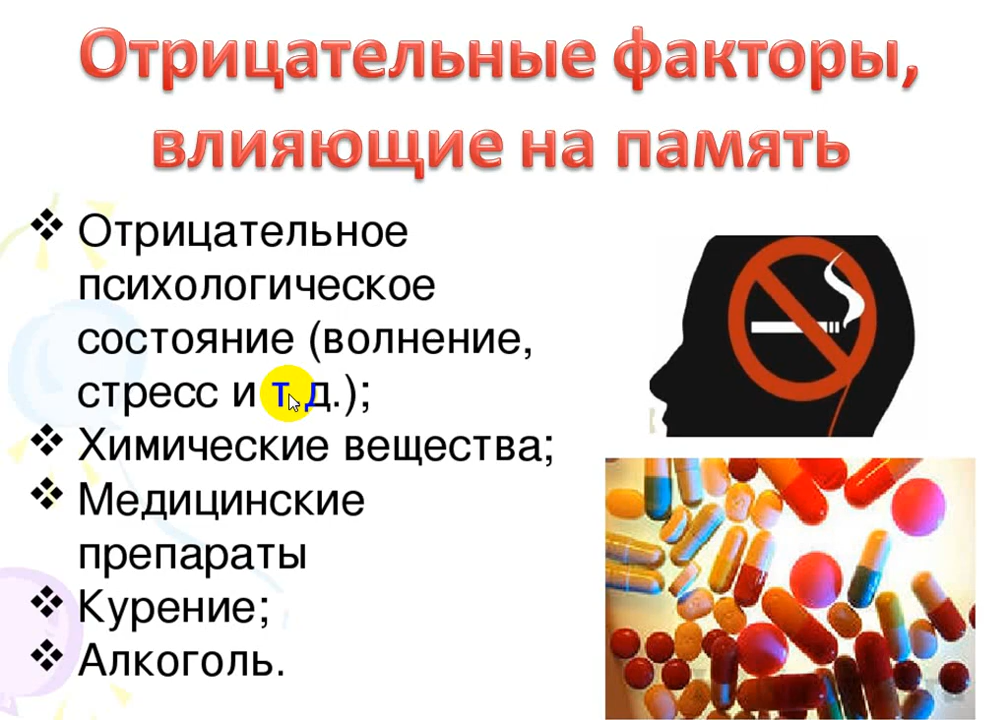 Отрицательные факторы,
влияющие на память
Отрицательное
психологическое
состояние (волнение,
стресс и т.д.);
Химические вещества;
Медицинские
препараты
Курение;
Алкоголь.